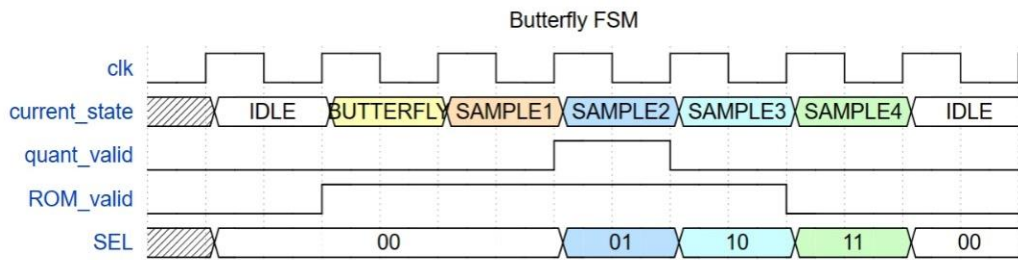 Butterfly FSM
clk
current_state IDLE BUTTERFLY SAMPLE1 SAMPLE2 SAMPLE3 SAMPLE4 IDLE
quant_valid
ROM_valid
SEL 00 01 10 11 00